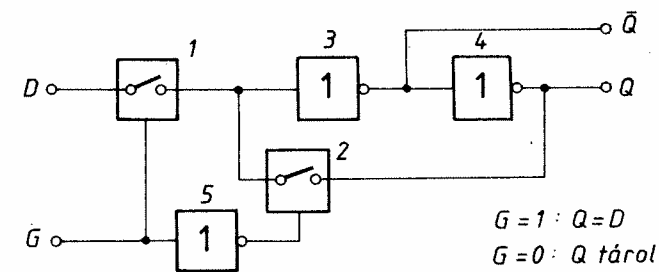 Q̄
3
4
1
D
1
1
Q
2
5
G
1
G = 1 : Q = D
G = 0 : Q tárol